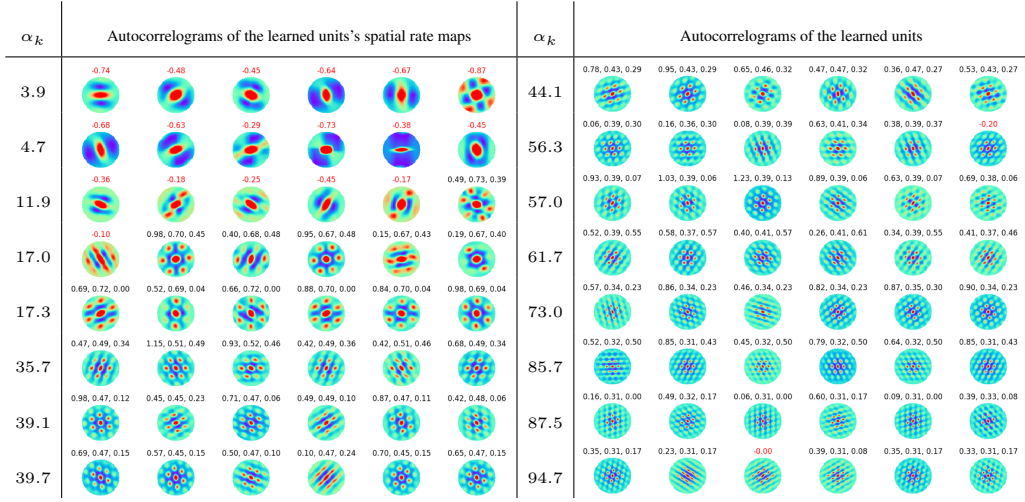 α_k Autocorrelograms of the learned units's spatial rate maps α_k Autocorrelograms of the learned units
-0.74 -0.48 -0.45 -0.64 -0.67 -0.87
3.9
-0.68 -0.63 -0.29 -0.73 -0.38 -0.45
4.7
-0.36 -0.18 -0.25 -0.45 -0.17 0.49, 0.73, 0.39
11.9
-0.10 0.98, 0.70, 0.45 0.40, 0.68, 0.48 0.95, 0.67, 0.48 0.15, 0.67, 0.43 0.19, 0.67, 0.40
17.0
0.69, 0.72, 0.00 0.52, 0.69, 0.04 0.66, 0.72, 0.00 0.88, 0.70, 0.00 0.84, 0.70, 0.04 0.98, 0.69, 0.04
17.3
0.47, 0.49, 0.34 1.15, 0.51, 0.49 0.93, 0.52, 0.46 0.42, 0.49, 0.36 0.42, 0.51, 0.46 0.68, 0.49, 0.34
35.7
0.98, 0.47, 0.12 0.45, 0.45, 0.23 0.71, 0.47, 0.06 0.49, 0.49, 0.10 0.87, 0.47, 0.11 0.42, 0.48, 0.06
39.1
0.69, 0.47, 0.15 0.57, 0.45, 0.15 0.50, 0.47, 0.10 0.10, 0.47, 0.24 0.70, 0.45, 0.15 0.65, 0.47, 0.15
39.7
0.78, 0.43, 0.29 0.95, 0.43, 0.29 0.65, 0.46, 0.32 0.47, 0.47, 0.32 0.36, 0.47, 0.27 0.53, 0.43, 0.27
44.1
0.06, 0.39, 0.30 0.16, 0.36, 0.30 0.08, 0.39, 0.39 0.63, 0.41, 0.34 0.38, 0.39, 0.37 -0.20
56.3
0.93, 0.39, 0.07 1.03, 0.39, 0.06 1.23, 0.39, 0.13 0.89, 0.39, 0.06 0.63, 0.39, 0.07 0.69, 0.38, 0.06
57.0
0.52, 0.39, 0.55 0.58, 0.37, 0.57 0.40, 0.41, 0.57 0.26, 0.41, 0.61 0.34, 0.39, 0.55 0.41, 0.37, 0.46
61.7
0.57, 0.34, 0.23 0.86, 0.34, 0.23 0.46, 0.34, 0.23 0.82, 0.34, 0.23 0.87, 0.35, 0.30 0.90, 0.34, 0.23
73.0
0.52, 0.32, 0.50 0.85, 0.31, 0.43 0.45, 0.32, 0.50 0.79, 0.32, 0.50 0.64, 0.32, 0.50 0.85, 0.31, 0.43
85.7
0.16, 0.31, 0.00 0.49, 0.32, 0.17 0.06, 0.31, 0.00 0.60, 0.31, 0.17 0.09, 0.31, 0.00 0.39, 0.33, 0.08
87.5
0.35, 0.31, 0.17 0.23, 0.31, 0.17 -0.00 0.39, 0.31, 0.08 0.35, 0.31, 0.17 0.33, 0.31, 0.17
94.7